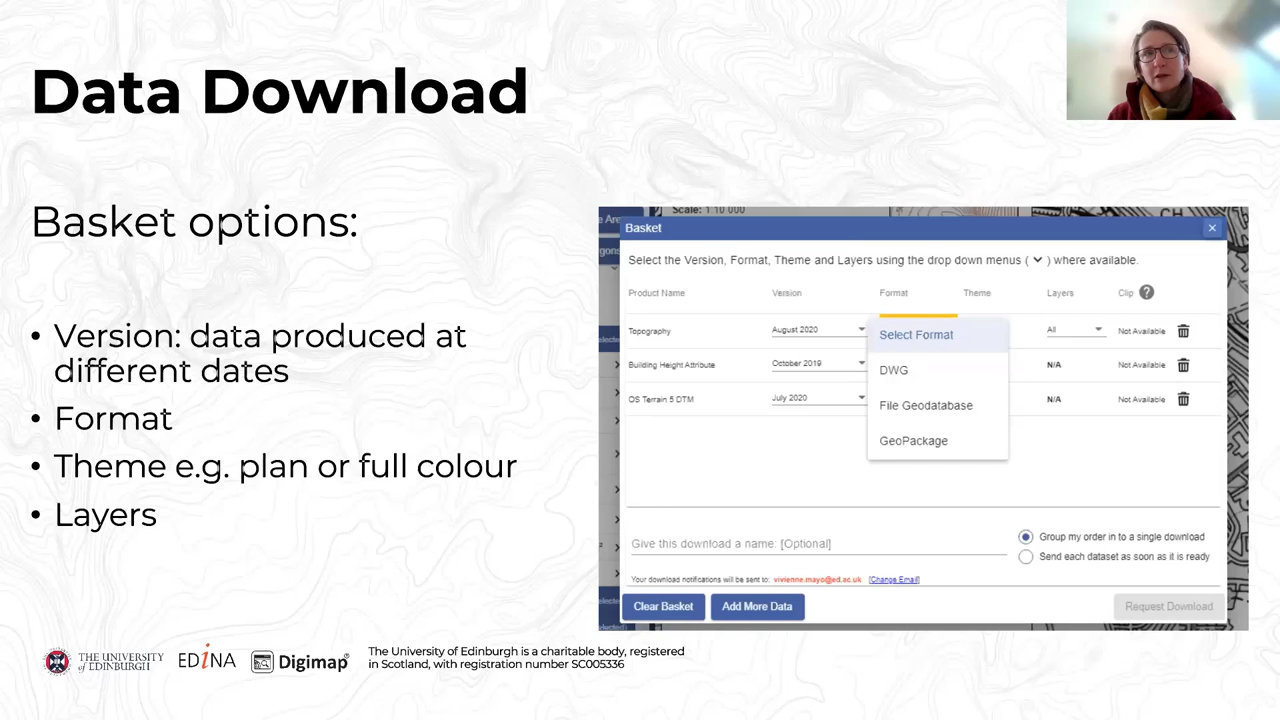 Data Download
Basket options:
• Version: data produced at
different dates
• Format
• Theme e.g. plan or full colour
• Layers
Scale: 1:10 000
CH
Basket
Select the Version, Format, Theme and Layers using the drop down menus ( ) where available.
Product Name Version Format Theme Layers Clip ?
Topography August 2020 Select Format All Not Available
Building Height Attribute October 2019 DWG N/A Not Available
OS Terrain 5 DTM July 2020 File Geodatabase N/A Not Available
GeoPackage
Give this download a name: [Optional]
Group my order in to a single download
Send each dataset as soon as it is ready
Your download notifications will be sent to: vivienne.mayo@ed.ac.uk [Change Email]
Clear Basket Add More Data Request Download
THE UNIVERSITY
of EDINBURGH
EDINA
Digimap
The University of Edinburgh is a charitable body, registered
in Scotland, with registration number SC005336